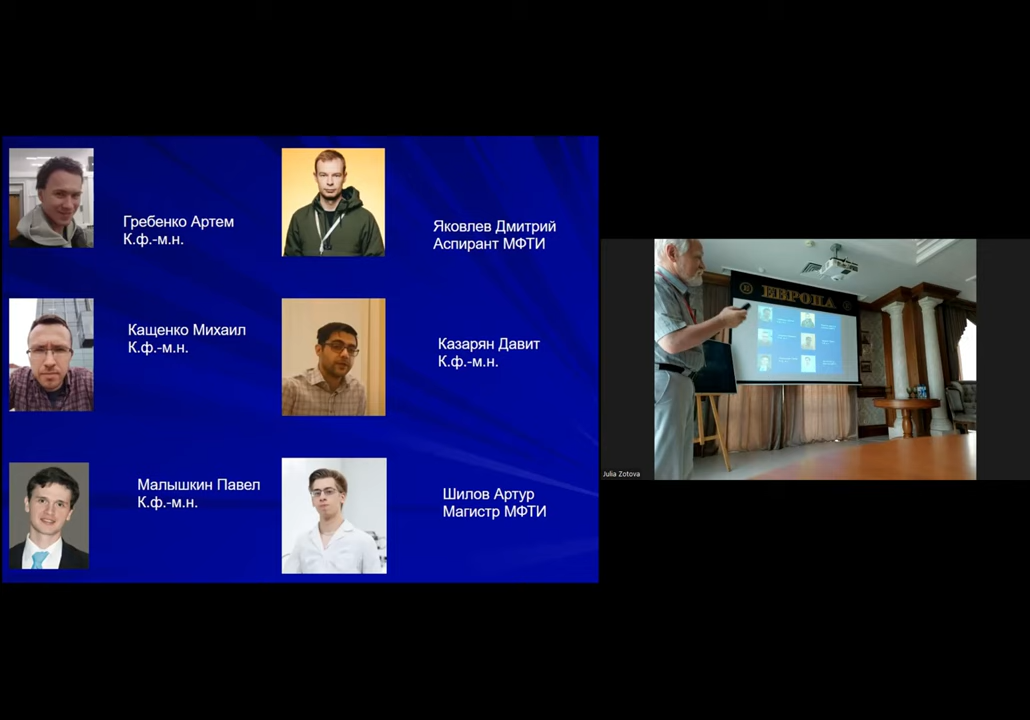 Гребенко Артем
К.ф.-м.н.
Яковлев Дмитрий
Аспирант МФТИ
Кащенко Михаил
К.ф.-м.н.
Казарян Давит
К.ф.-м.н.
Малышкин Павел
К.ф.-м.н.
Шилов Артур
Магистр МФТИ
ЕВРОПА
Julia Zotova